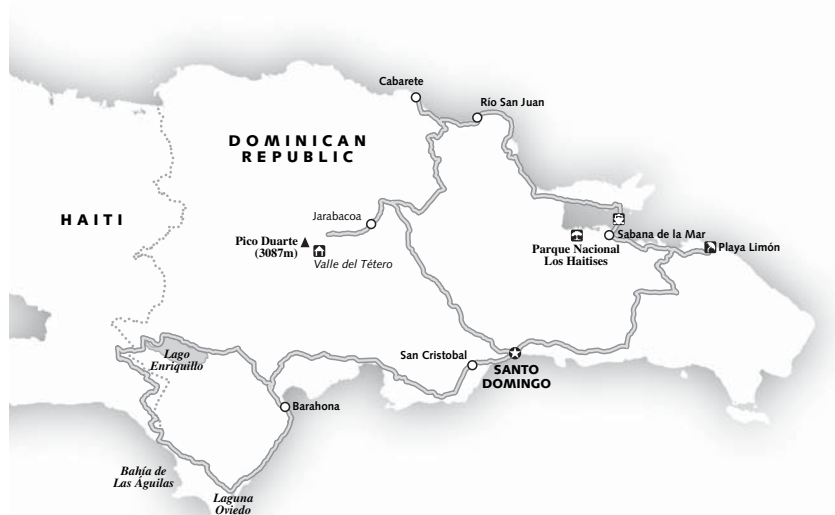 Cabarete
Río San Juan
DOMINICAN
REPUBLIC
HAITI
Jarabacoa
Pico Duarte
(3087m)
Valle del Tétero
Sabana de la Mar
Parque Nacional
Los Haitises
Playa Limón
Lago
Enriquillo
San Cristobal
SANTO
DOMINGO
Barahona
Bahía de
Las Águilas
Laguna
Oviedo